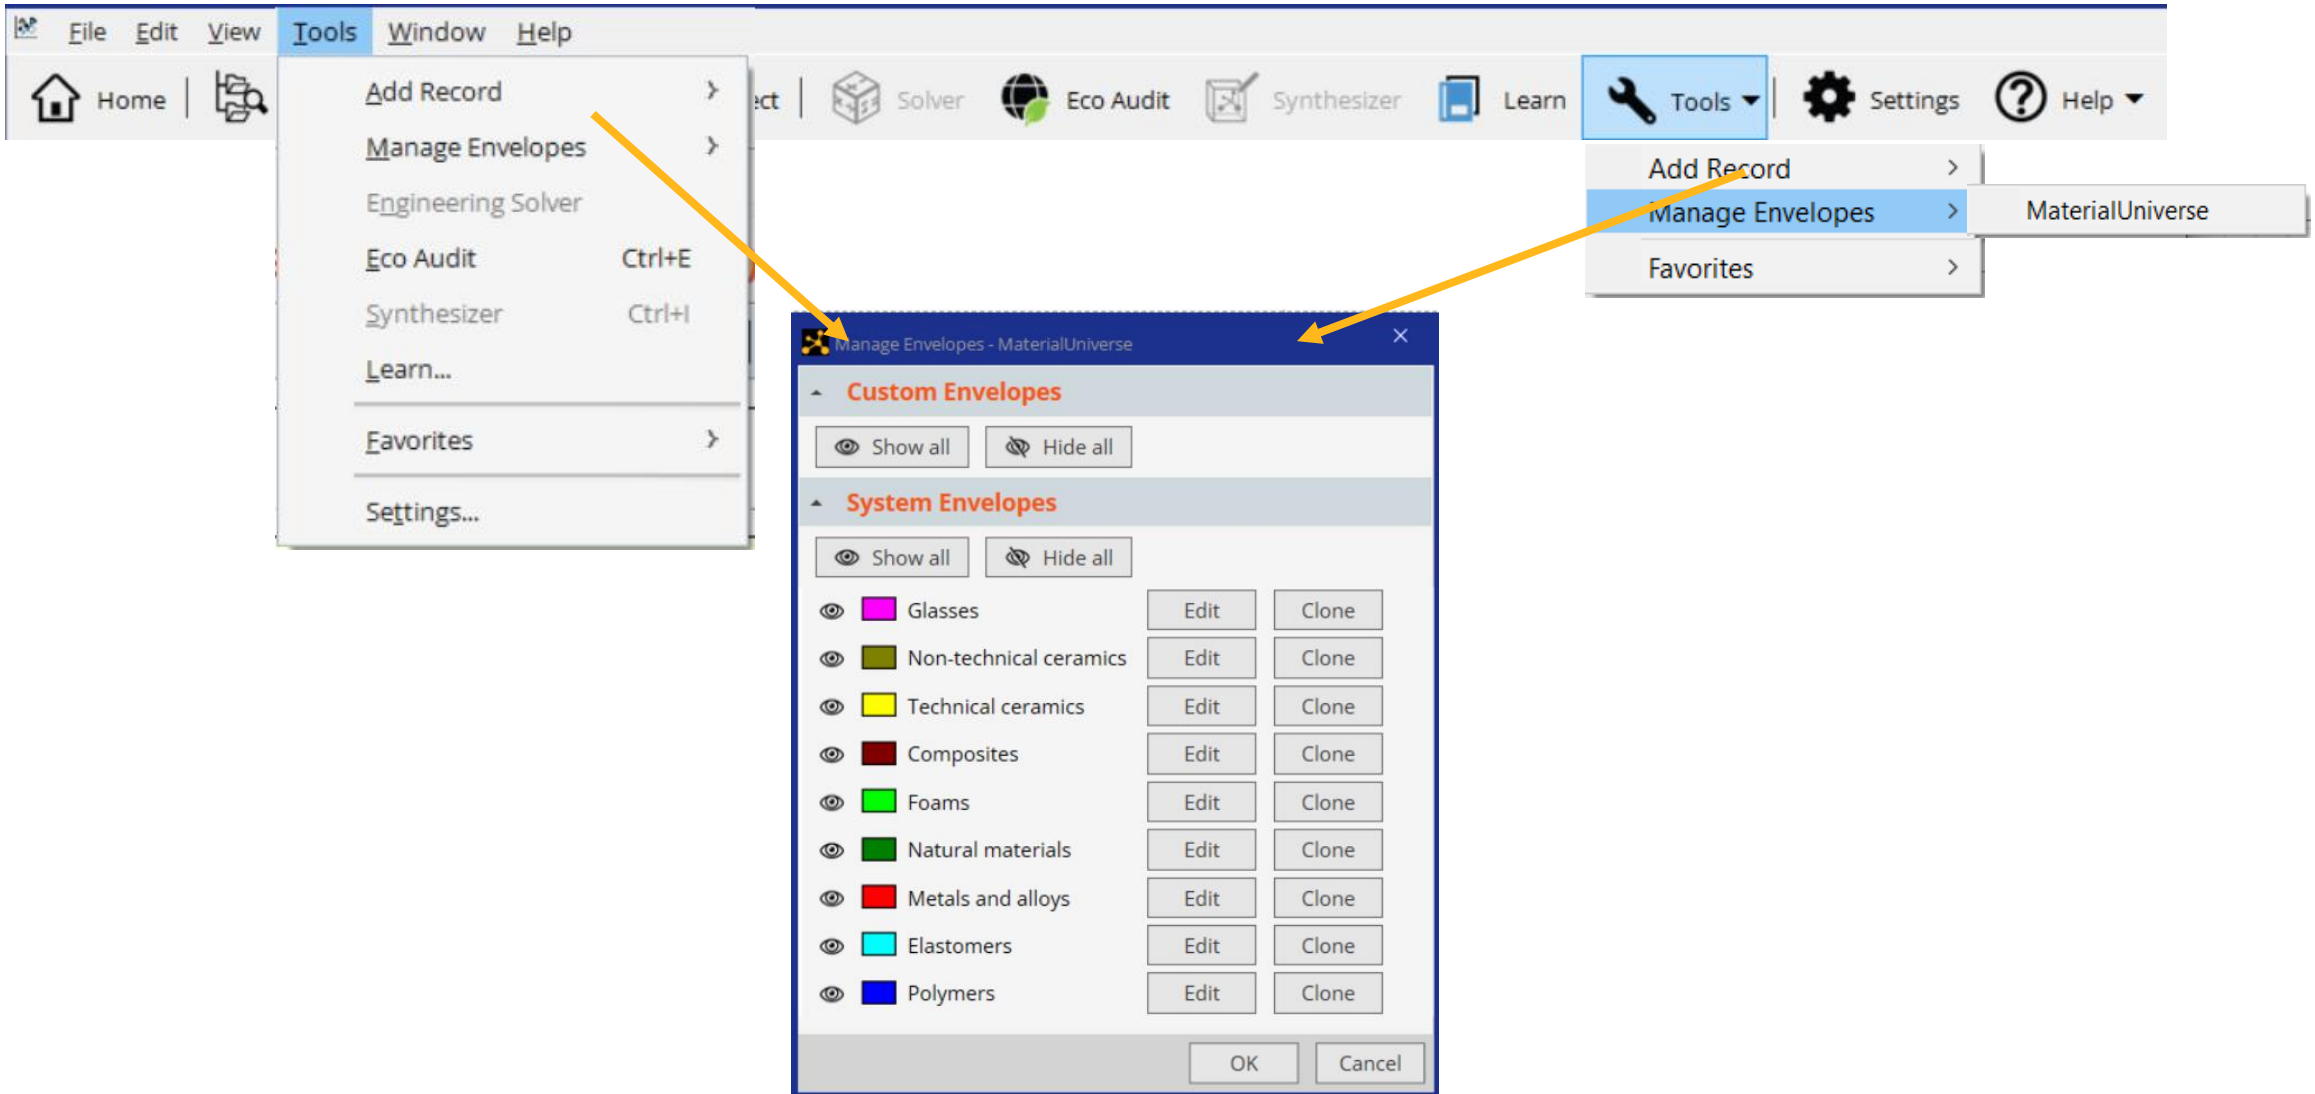 File Edit View Tools Window Help
Home ect Solver Eco Audit Synthesizer Learn Tools Settings Help
Add Record
Manage Envelopes
Engineering Solver
Eco Audit Ctrl+E
Synthesizer Ctrl+I
Learn...
Favorites
Settings...
Add Record
Manage Envelopes
MaterialUniverse
Favorites
Manage Envelopes - MaterialUniverse
Custom Envelopes
Show all Hide all
System Envelopes
Show all Hide all
Glasses Edit Clone
Non-technical ceramics Edit Clone
Technical ceramics Edit Clone
Composites Edit Clone
Foams Edit Clone
Natural materials Edit Clone
Metals and alloys Edit Clone
Elastomers Edit Clone
Polymers Edit Clone
OK Cancel